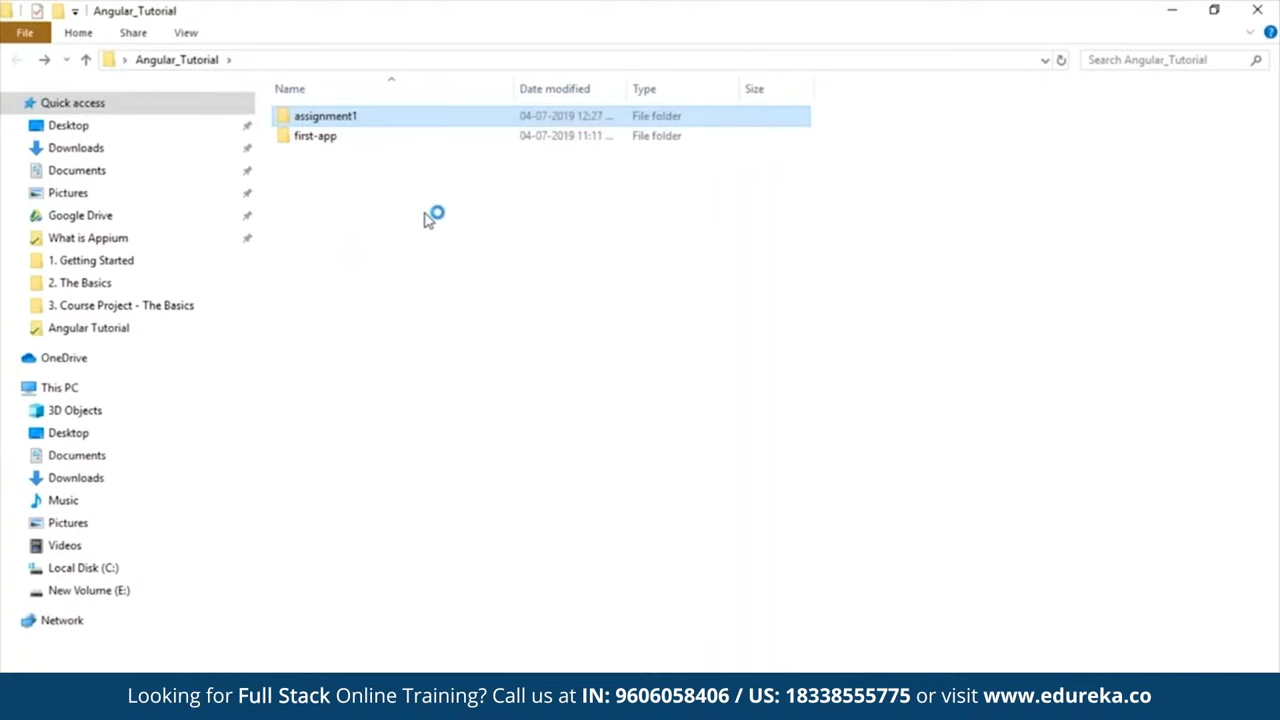 Angular_Tutorial
File
Home
Share
View
Angular_Tutorial
Search Angular_Tutorial
Name
Date modified
Type
Size
Quick access
Desktop
Downloads
Documents
Pictures
Google Drive
What is Appium
1. Getting Started
2. The Basics
3. Course Project - The Basics
Angular Tutorial
OneDrive
This PC
3D Objects
Desktop
Documents
Downloads
Music
Pictures
Videos
Local Disk (C:)
New Volume (E:)
Network
assignment1 04-07-2019 12:27 ... File folder
first-app 04-07-2019 11:11 ... File folder
Looking for Full Stack Online Training? Call us at IN: 9606058406 / US: 18338555775 or visit www.edureka.co